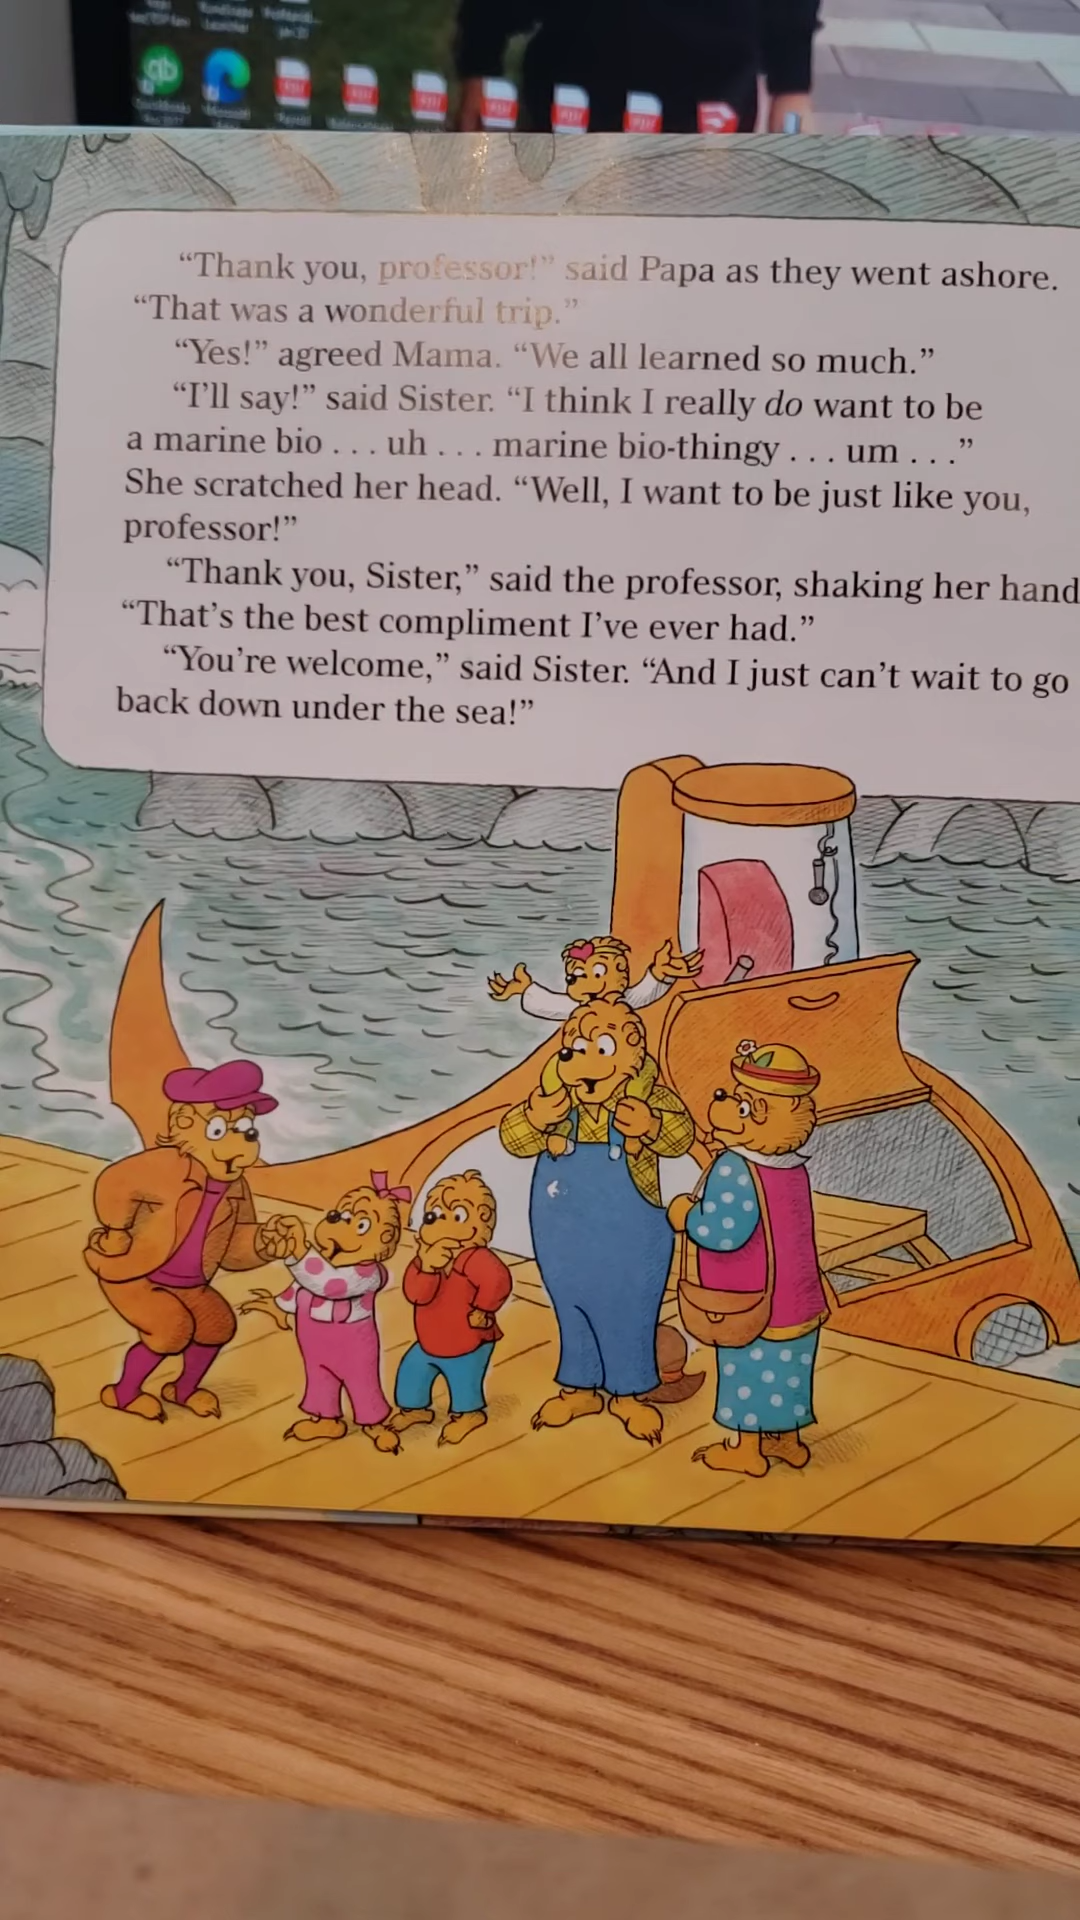 “Thank you, professor!” said Papa as they went ashore.
“That was a wonderful trip.”
“Yes!” agreed Mama. “We all learned so much.”
“I’ll say!” said Sister. “I think I really do want to be
a marine bio . . . uh . . . marine bio-thingy . . . um . . .”
She scratched her head. “Well, I want to be just like you,
professor!”
“Thank you, Sister,” said the professor, shaking her hand
“That’s the best compliment I’ve ever had.”
“You’re welcome,” said Sister. “And I just can’t wait to go
back down under the sea!”